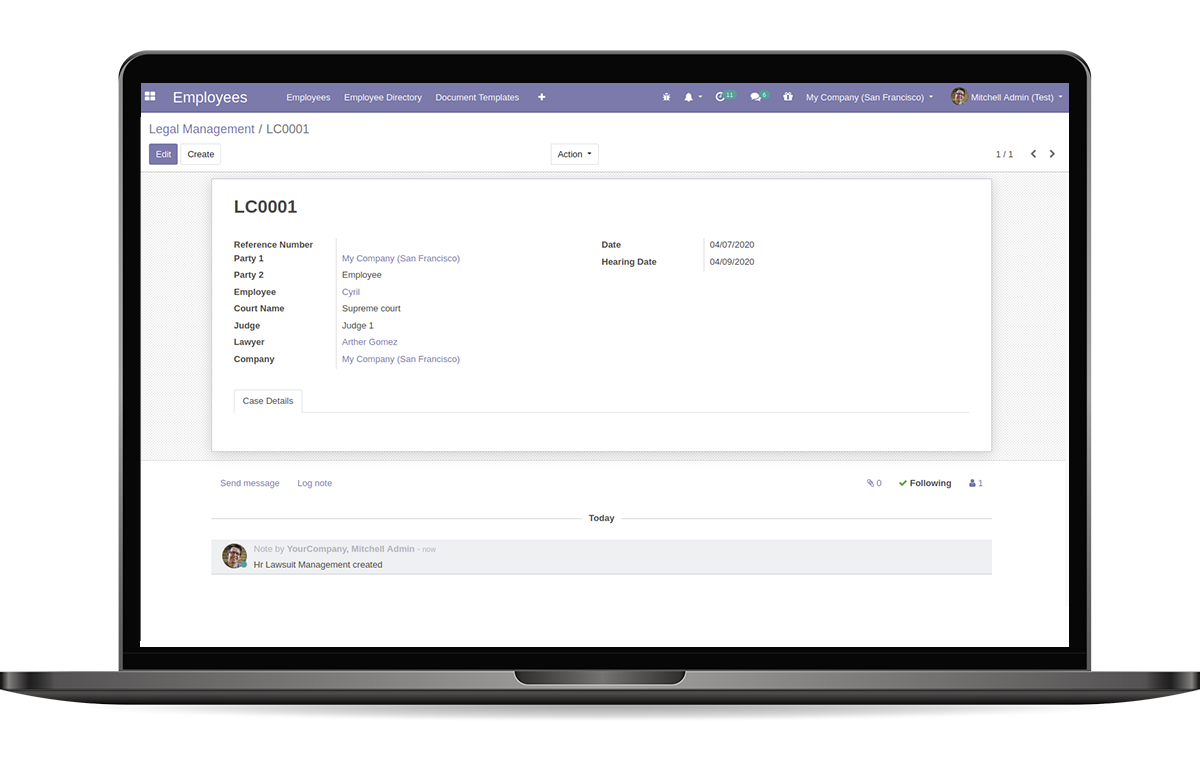 Employees Employees Employee Directory Document Templates 11 6 My Company (San Francisco) Mitchell Admin (Test)
Legal Management / LC0001
Edit Create Action 1 / 1
LC0001
Reference Number
Date 04/07/2020
Party 1 My Company (San Francisco)
Hearing Date 04/09/2020
Party 2 Employee
Employee Cyril
Court Name Supreme court
Judge Judge 1
Lawyer Arther Gomez
Company My Company (San Francisco)
Case Details
Send message Log note 0 Following 1
Today
Note by YourCompany, Mitchell Admin - now
Hr Lawsuit Management created